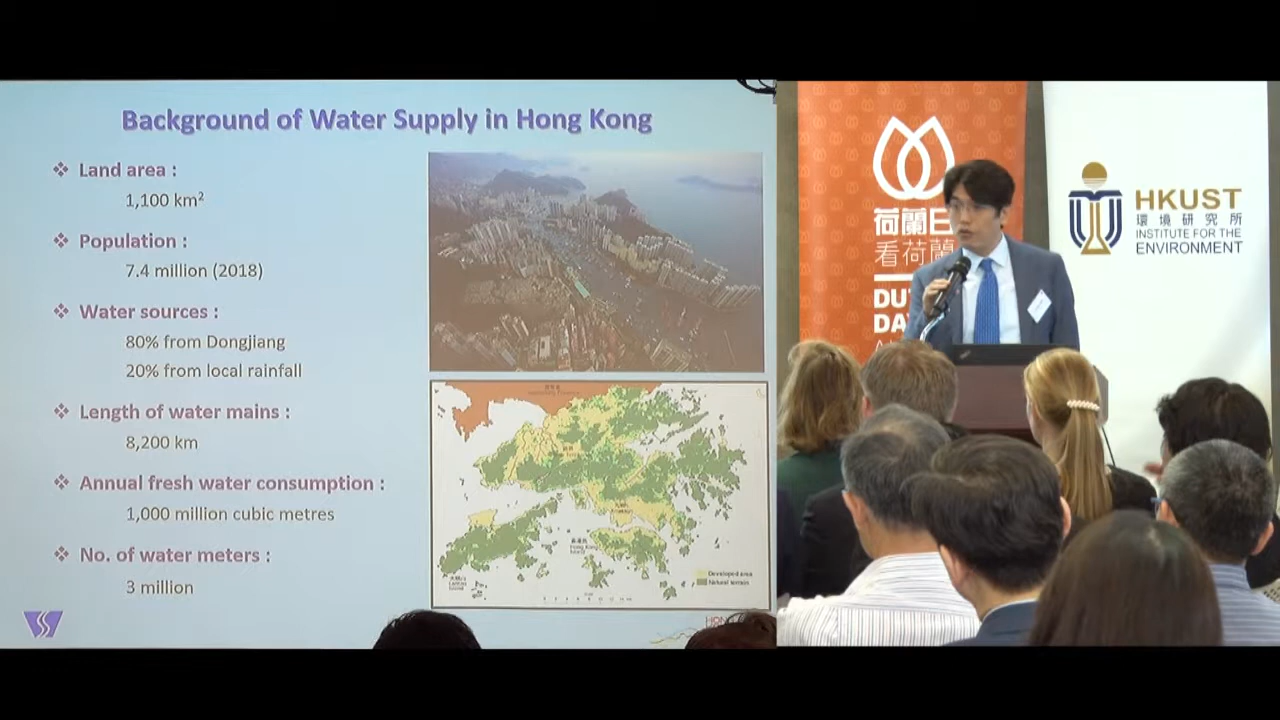 Background of Water Supply in Hong Kong
❖ Land area :
1,100 km²
❖ Population :
7.4 million (2018)
❖ Water sources :
80% from Dongjiang
20% from local rainfall
❖ Length of water mains :
8,200 km
❖ Annual fresh water consumption :
1,000 million cubic metres
❖ No. of water meters :
3 million
Developed area
Natural terrain
荷蘭日
看荷蘭
DU
DAY
HKUST
環境研究所
INSTITUTE FOR THE
ENVIRONMENT